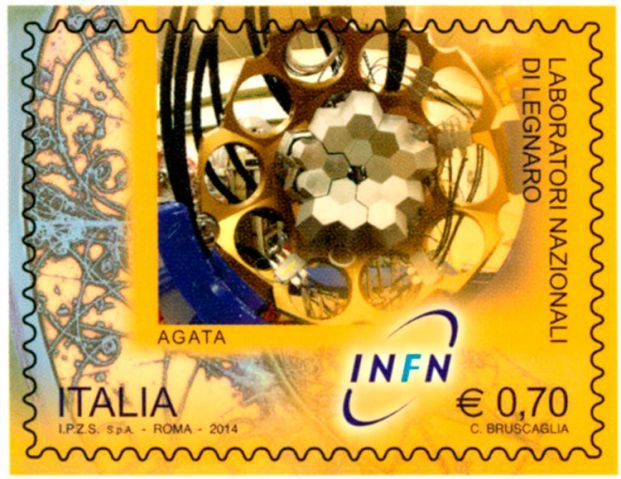 LABORATORI NAZIONALI
DI LEGNARO
AGATA
INFN
ITALIA
€ 0,70
I.P.Z.S. S.p.A. - ROMA - 2014
C. BRUSCAGLIA